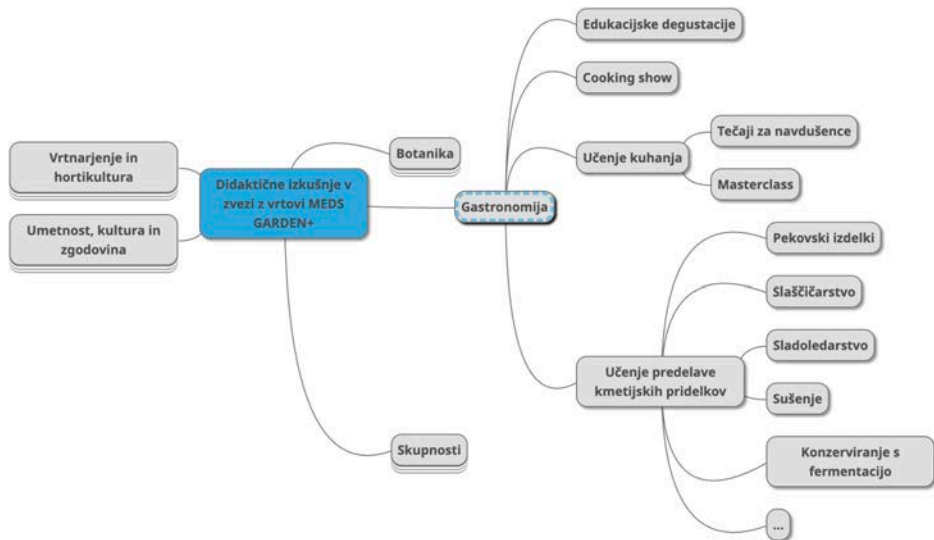 Edukacijske degustacije
Cooking show
Tečaji za navdušence
Učenje kuhanja
Masterclass
Botanika
Vrtnarjenje in
hortikultura
Didaktične izkušnje v
zvezi z vrtovi MEDS
GARDEN+
Gastronomija
Umetnost, kultura in
zgodovina
Pekovski izdelki
Slaščičarstvo
Sladoledarstvo
Učenje predelave
kmetijskih pridelkov
Sušenje
Skupnosti
Konzerviranje s
fermentacijo
...